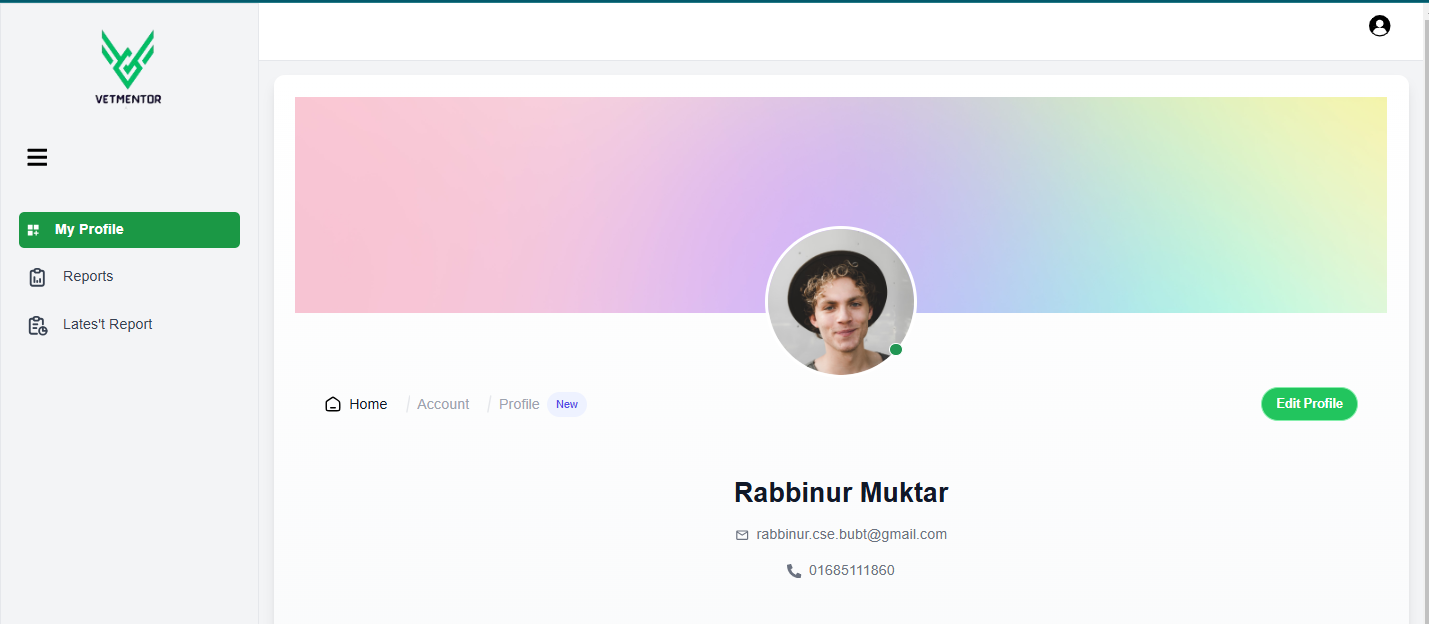 VETMENTOR
My Profile
Reports
Lates't Report
Home / Account / Profile New
Edit Profile
Rabbinur Muktar
rabbinur.cse.bubt@gmail.com
01685111860